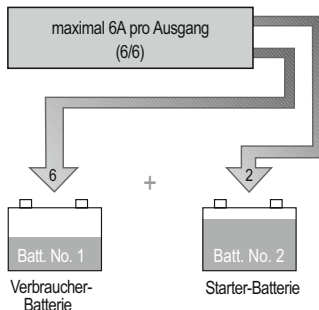 maximal 6A pro Ausgang
(6/6)
6
+
2
Batt. No. 1
Batt. No. 2
Verbraucher-
Batterie
Starter-Batterie